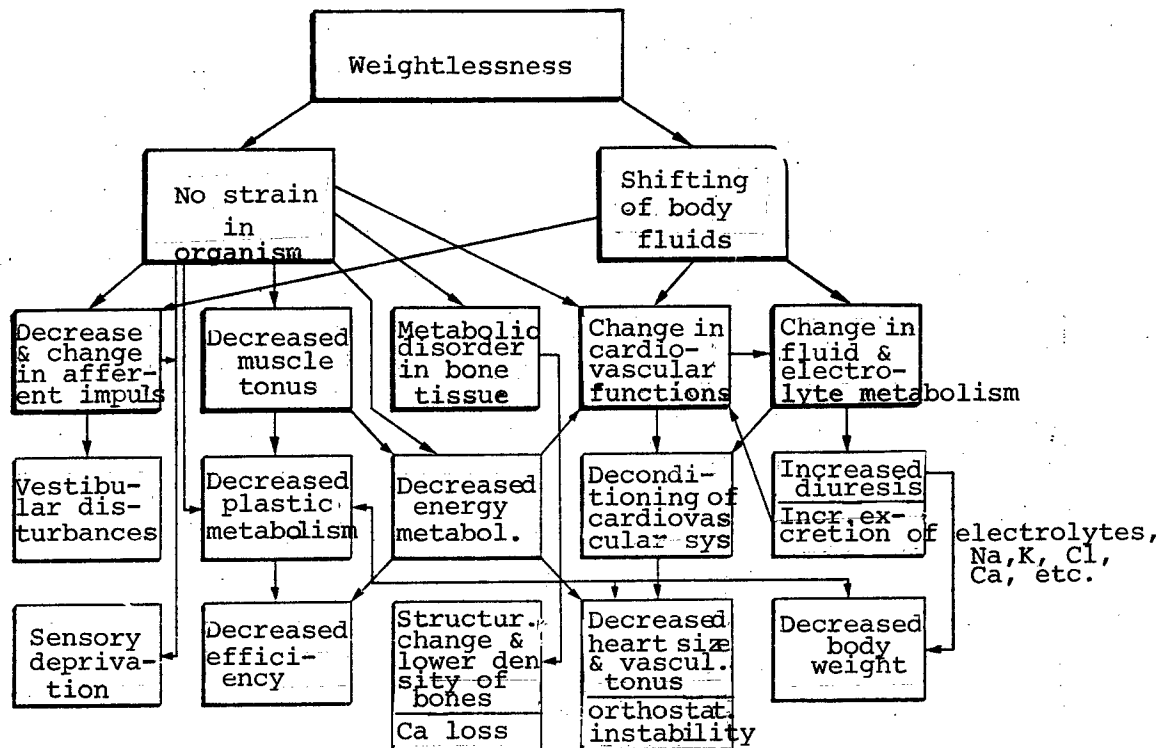 Weightlessness
No strain
in
organism
Shifting
of body
fluids
Decrease
& change
in affer-
ent impuls
Decreased
muscle
tonus
Metabolic
disorder
in bone
tissue
Change in
cardio-
vascular
functions
Change in
fluid &
electro-
lyte metabolism
Vestibu-
lar dis-
turbances
Decreased
plastic
metabolism
Decreased
energy
metabol.
Decondi-
tioning of
cardiovas
cular sys
Increased
diuresis
Incr. ex-
cretion of electrolytes,
Na,K, Cl,
Ca, etc.
Sensory
depriva-
tion
Decreased
effici-
ency
Structur.
change &
lower den
sity of
bones
Ca loss
Decreased
heart size
& vascul.
tonus
orthostat.
instability
Decreased
body
weight